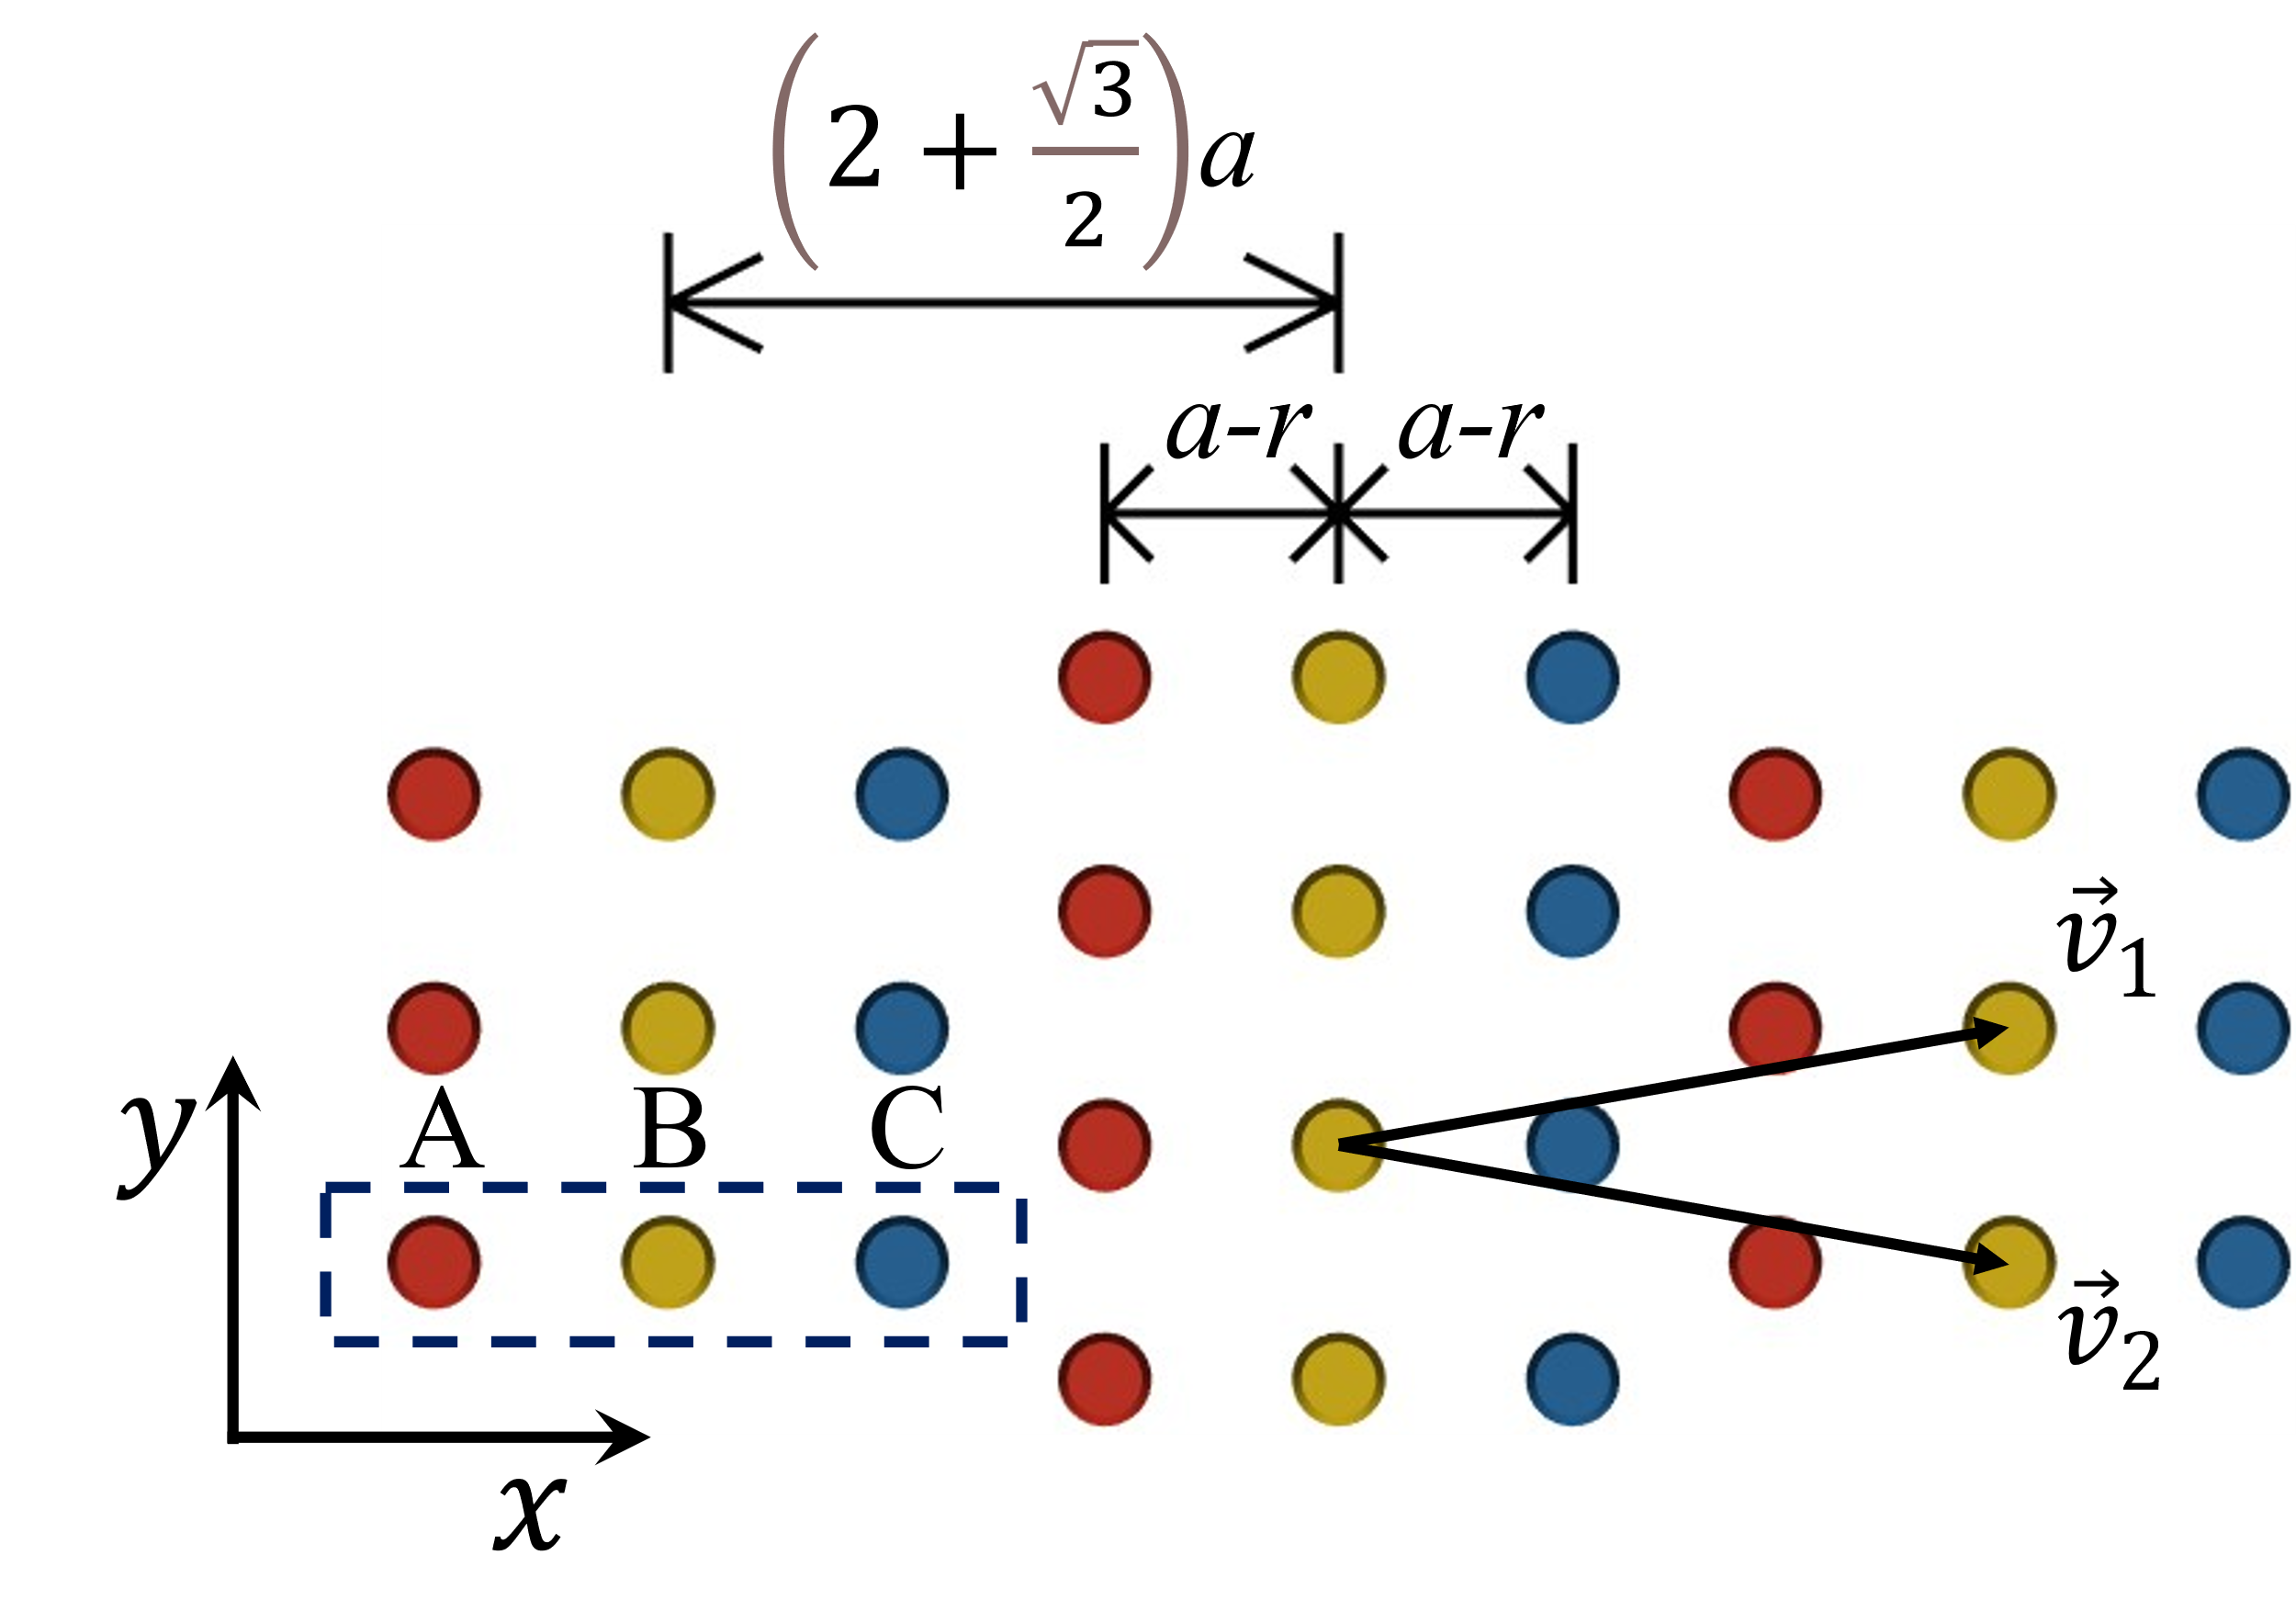 (2 + √3/2)a
a-r a-r
v⃗1
y
A B C
v⃗2
x